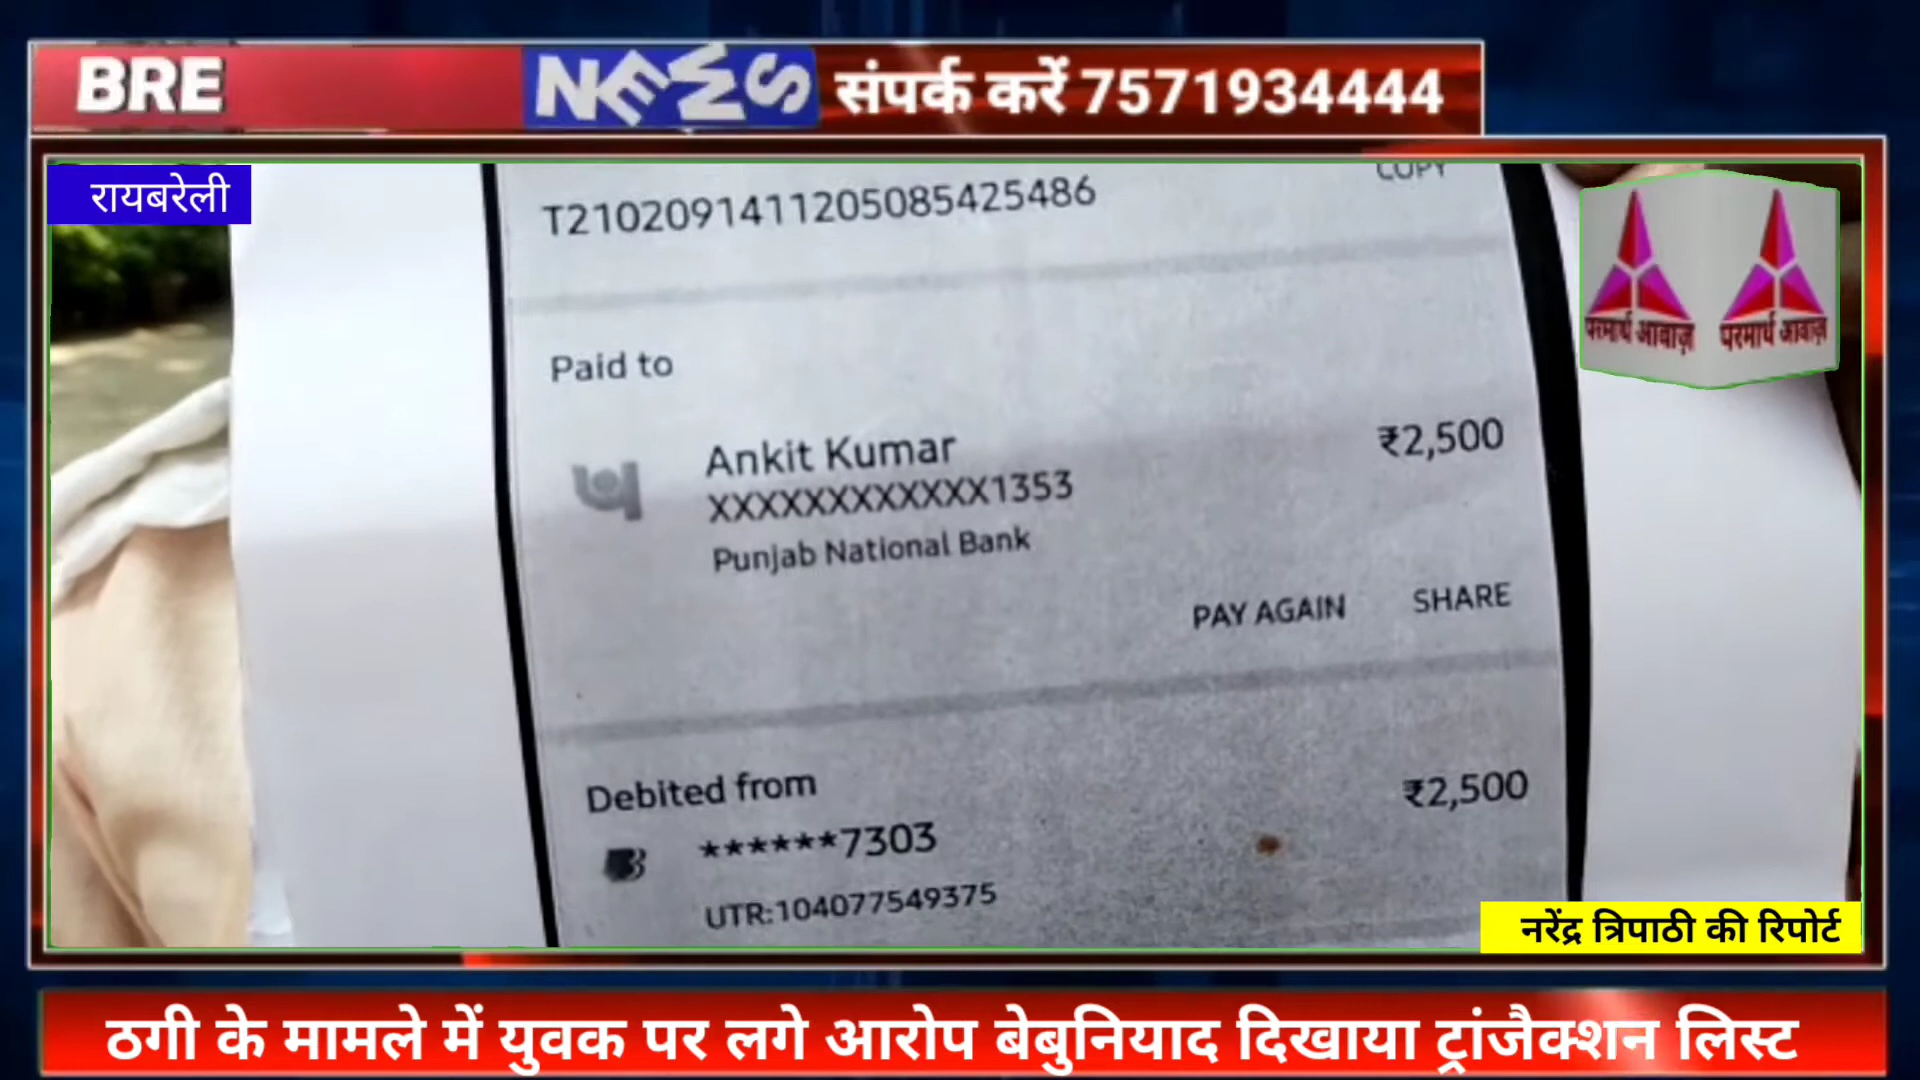 BRE
NEWS
संपर्क करें 7571934444
रायबरेली
COPY
T2102091411205085425486
परमार्थ आवाज़
परमार्थ आवाज़
Paid to
Ankit Kumar
₹2,500
XXXXXXXXXXXX1353
Punjab National Bank
PAY AGAIN
SHARE
Debited from
₹2,500
******7303
UTR:104077549375
नरेंद्र त्रिपाठी की रिपोर्ट
ठगी के मामले में युवक पर लगे आरोप बेबुनियाद दिखाया ट्रांजैक्शन लिस्ट